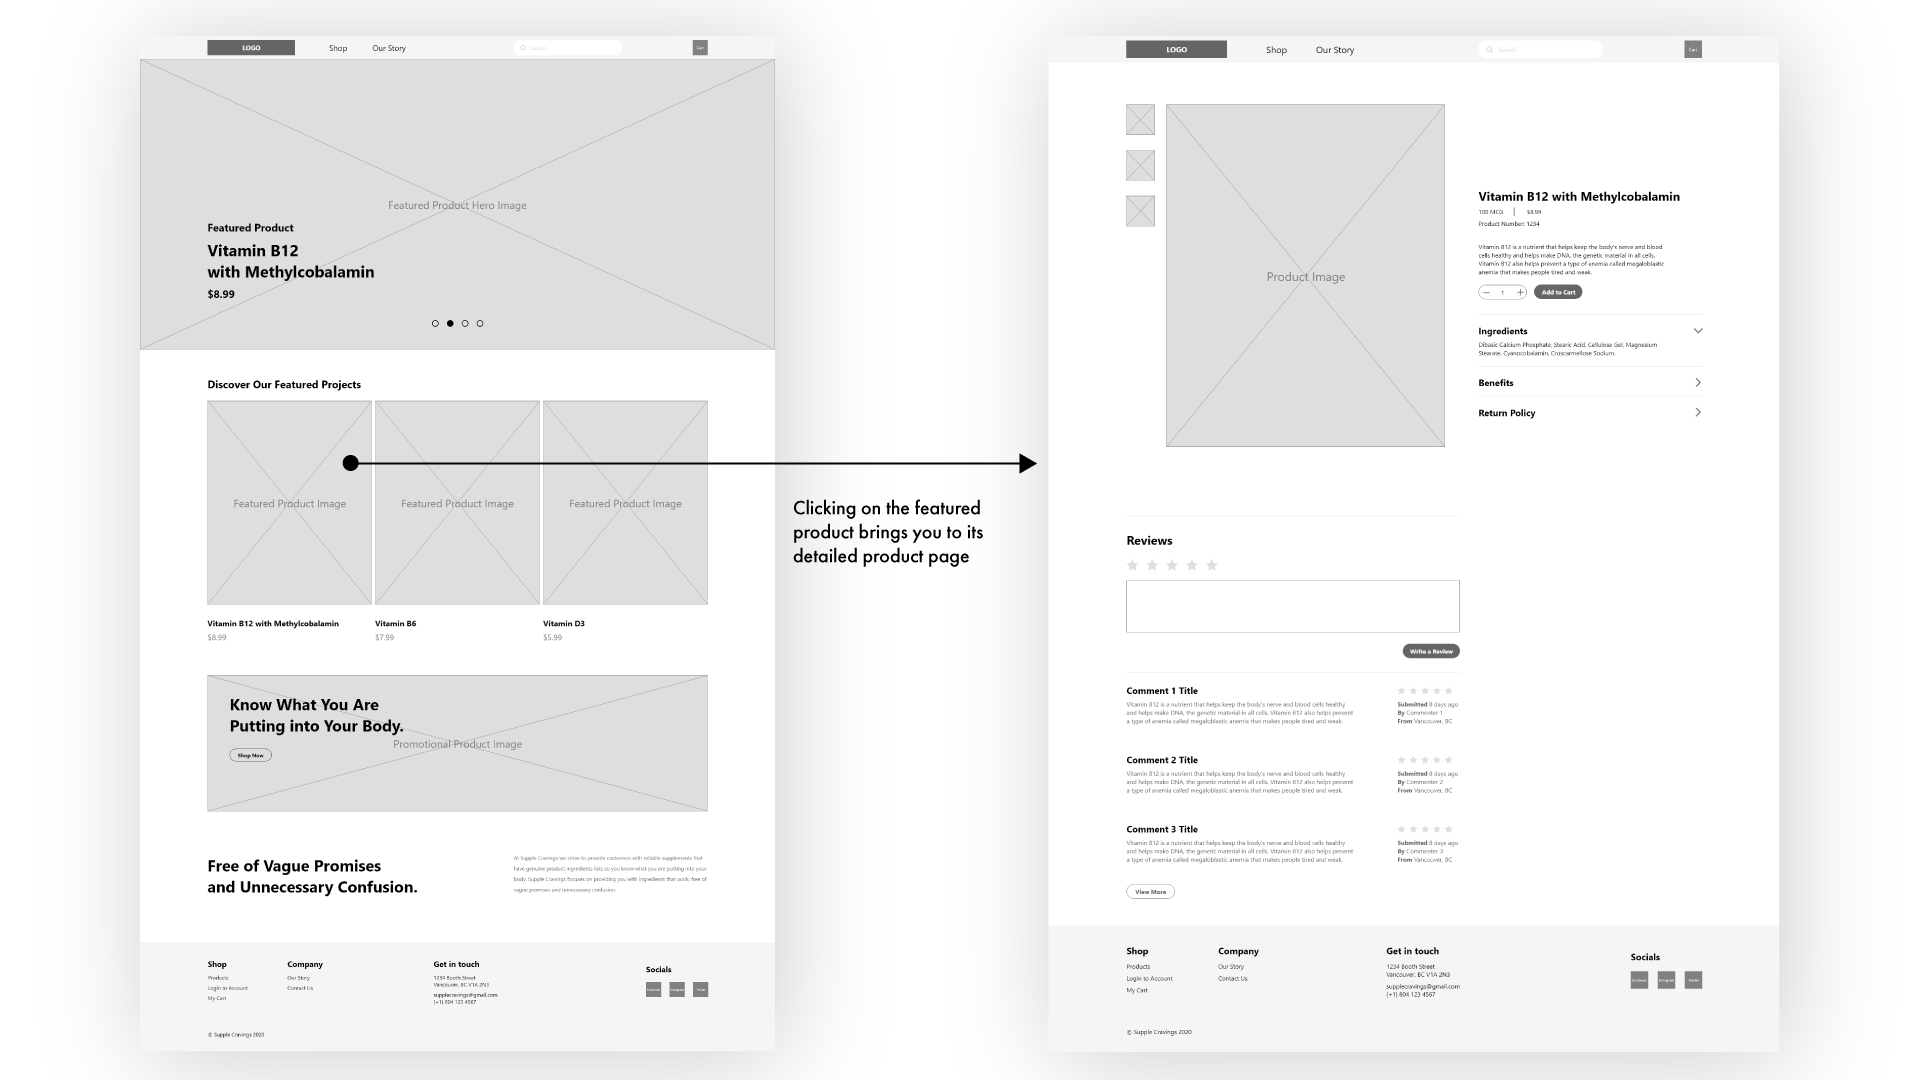 LOGO
Shop
Our Story
Search
Cart
Featured Product Hero Image
Featured Product
Vitamin B12
with Methylcobalamin
$8.99
Discover Our Featured Projects
Featured Product Image
Featured Product Image
Featured Product Image
Vitamin B12 with Methylcobalamin
$8.99
Vitamin B6
$7.99
Vitamin D3
$5.99
Know What You Are
Putting into Your Body.
Shop Now
Promotional Product Image
Free of Vague Promises
and Unnecessary Confusion.
At Supple Cravings we strive to provide customers with reliable supplements that
have genuine product ingredients lists so you know what you are putting into your
body. Supple Cravings focuses on providing you with ingredients that work, free of
vague promises and unnecessary confusion.
Shop
Products
Login to Account
My Cart
Company
Our Story
Contact Us
Get in touch
1234 Booth Street
Vancouver, BC V1A 2N3
supplecravings@gmail.com
(+1) 604 123 4567
Socials
Facebook
Instagram
Twitter
© Supple Cravings 2020
Clicking on the featured
product brings you to its
detailed product page
LOGO
Shop
Our Story
Search
Cart
Product Image
Vitamin B12 with Methylcobalamin
100 MCG | $8.99
Product Number: 1234
Vitamin B12 is a nutrient that helps keep the body's nerve and blood
cells healthy and helps make DNA, the genetic material in all cells.
Vitamin B12 also helps prevent a type of anemia called megaloblastic
anemia that makes people tired and weak.
1
Add to Cart
Ingredients
Dibasic Calcium Phosphate, Stearic Acid, Cellulose Gel, Magnesium
Stearate, Cyanocobalamin, Croscarmellose Sodium.
Benefits
Return Policy
Reviews
Write a Review
Comment 1 Title
Vitamin B12 is a nutrient that helps keep the body's nerve and blood cells healthy
and helps make DNA, the genetic material in all cells. Vitamin B12 also helps prevent
a type of anemia called megaloblastic anemia that makes people tired and weak.
Submitted 8 days ago
By Commenter 1
From Vancouver, BC
Comment 2 Title
Vitamin B12 is a nutrient that helps keep the body's nerve and blood cells healthy
and helps make DNA, the genetic material in all cells. Vitamin B12 also helps prevent
a type of anemia called megaloblastic anemia that makes people tired and weak.
Submitted 8 days ago
By Commenter 2
From Vancouver, BC
Comment 3 Title
Vitamin B12 is a nutrient that helps keep the body's nerve and blood cells healthy
and helps make DNA, the genetic material in all cells. Vitamin B12 also helps prevent
a type of anemia called megaloblastic anemia that makes people tired and weak.
Submitted 8 days ago
By Commenter 3
From Vancouver, BC
View More
Shop
Products
Login to Account
My Cart
Company
Our Story
Contact Us
Get in touch
1234 Booth Street
Vancouver, BC V1A 2N3
supplecravings@gmail.com
(+1) 604 123 4567
Socials
Facebook
Instagram
Twitter
© Supple Cravings 2020